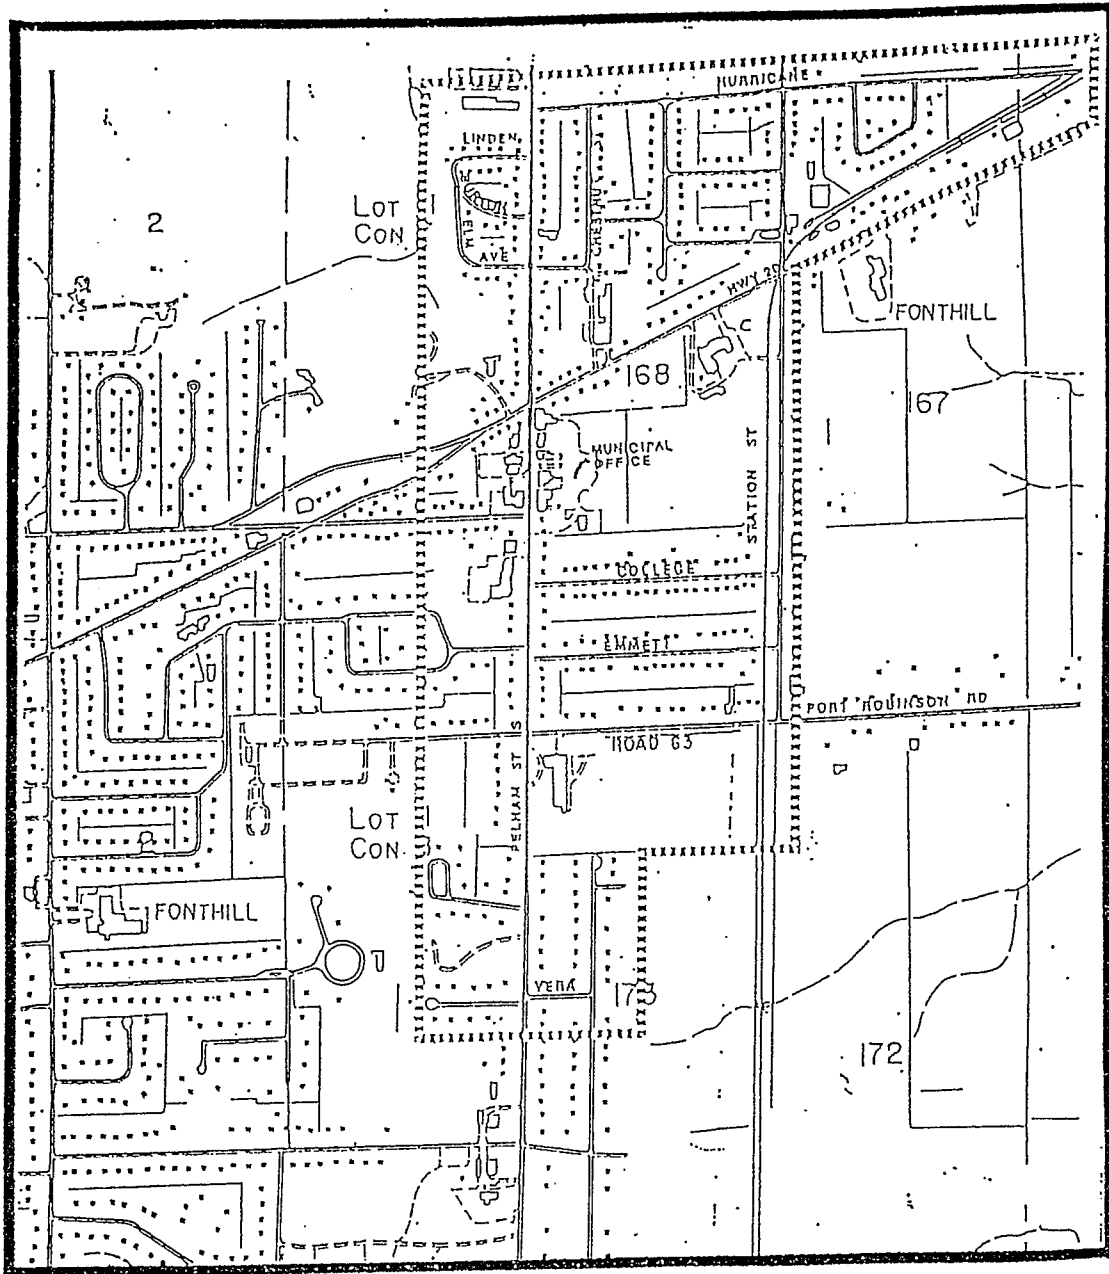 HURRICANE
LINDEN
LOT
CON
2
ELM
CHESTNUT
AVE
HWY 20
C
FONTHILL
168
167
MUNICIPAL
OFFICE
STATION ST
COLLEGE
EMMETT
PORT ROBINSON RD
ROAD 63
PELHAM ST S
LOT
CON
FONTHILL
VERA
173
172